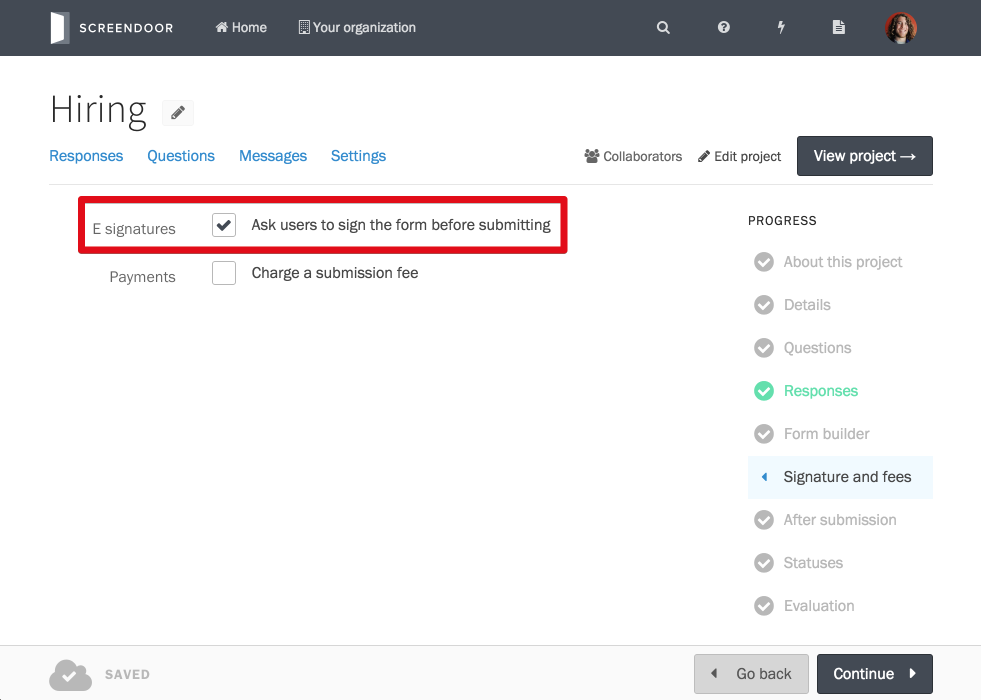 SCREENDOOR Home Your organization
Hiring
Responses Questions Messages Settings Collaborators Edit project View project →
E signatures Ask users to sign the form before submitting
Payments Charge a submission fee
PROGRESS
About this project
Details
Questions
Responses
Form builder
Signature and fees
After submission
Statuses
Evaluation
SAVED Go back Continue